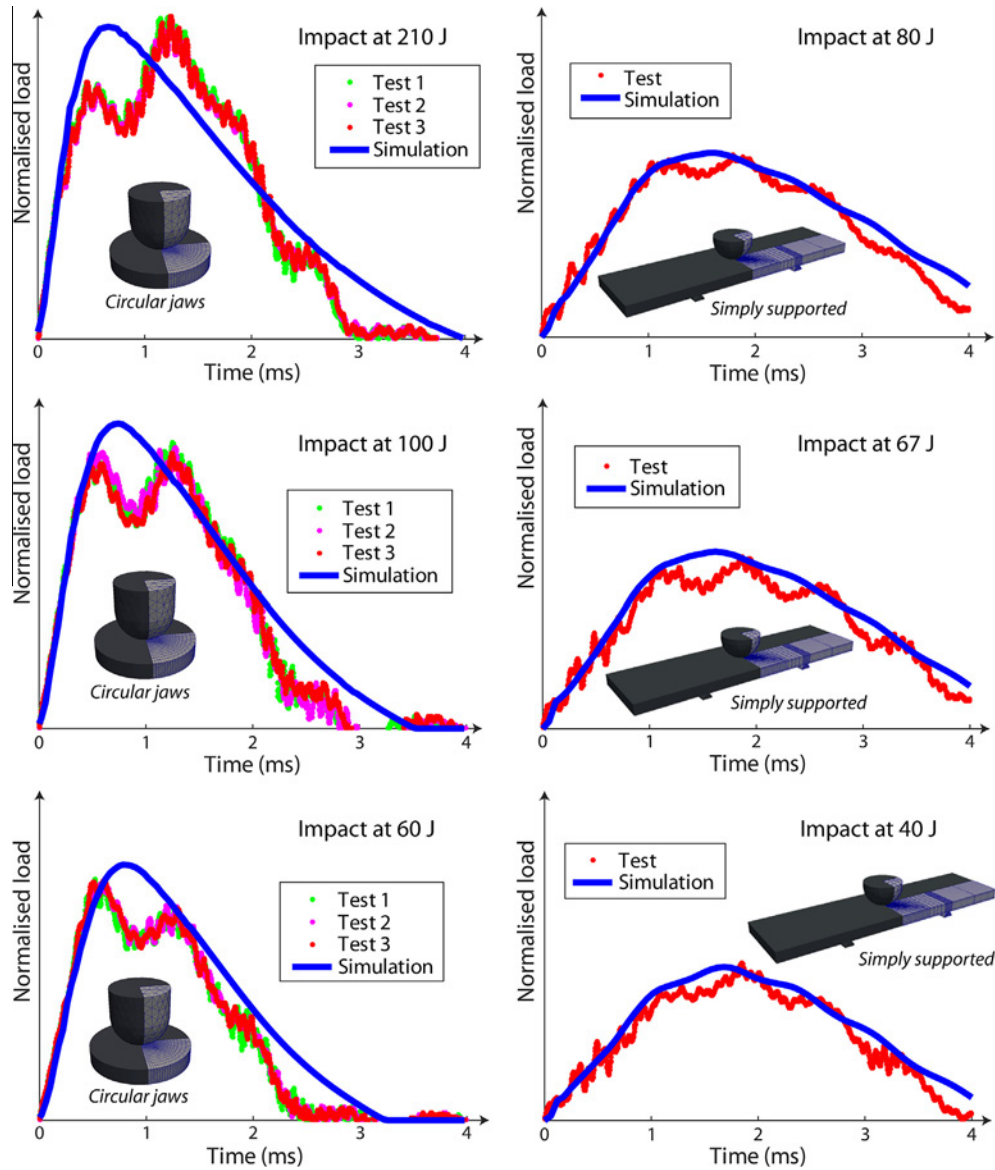 Normalised load
Impact at 210 J
Test 1
Test 2
Test 3
Simulation
Circular jaws
0 1 2 3 4
Time (ms)
Normalised load
Impact at 80 J
Test
Simulation
Simply supported
0 1 2 3 4
Time (ms)
Normalised load
Impact at 100 J
Test 1
Test 2
Test 3
Simulation
Circular jaws
0 1 2 3 4
Time (ms)
Normalised load
Impact at 67 J
Test
Simulation
Simply supported
0 1 2 3 4
Time (ms)
Normalised load
Impact at 60 J
Test 1
Test 2
Test 3
Simulation
Circular jaws
0 1 2 3 4
Time (ms)
Normalised load
Impact at 40 J
Test
Simulation
Simply supported
0 1 2 3 4
Time (ms)